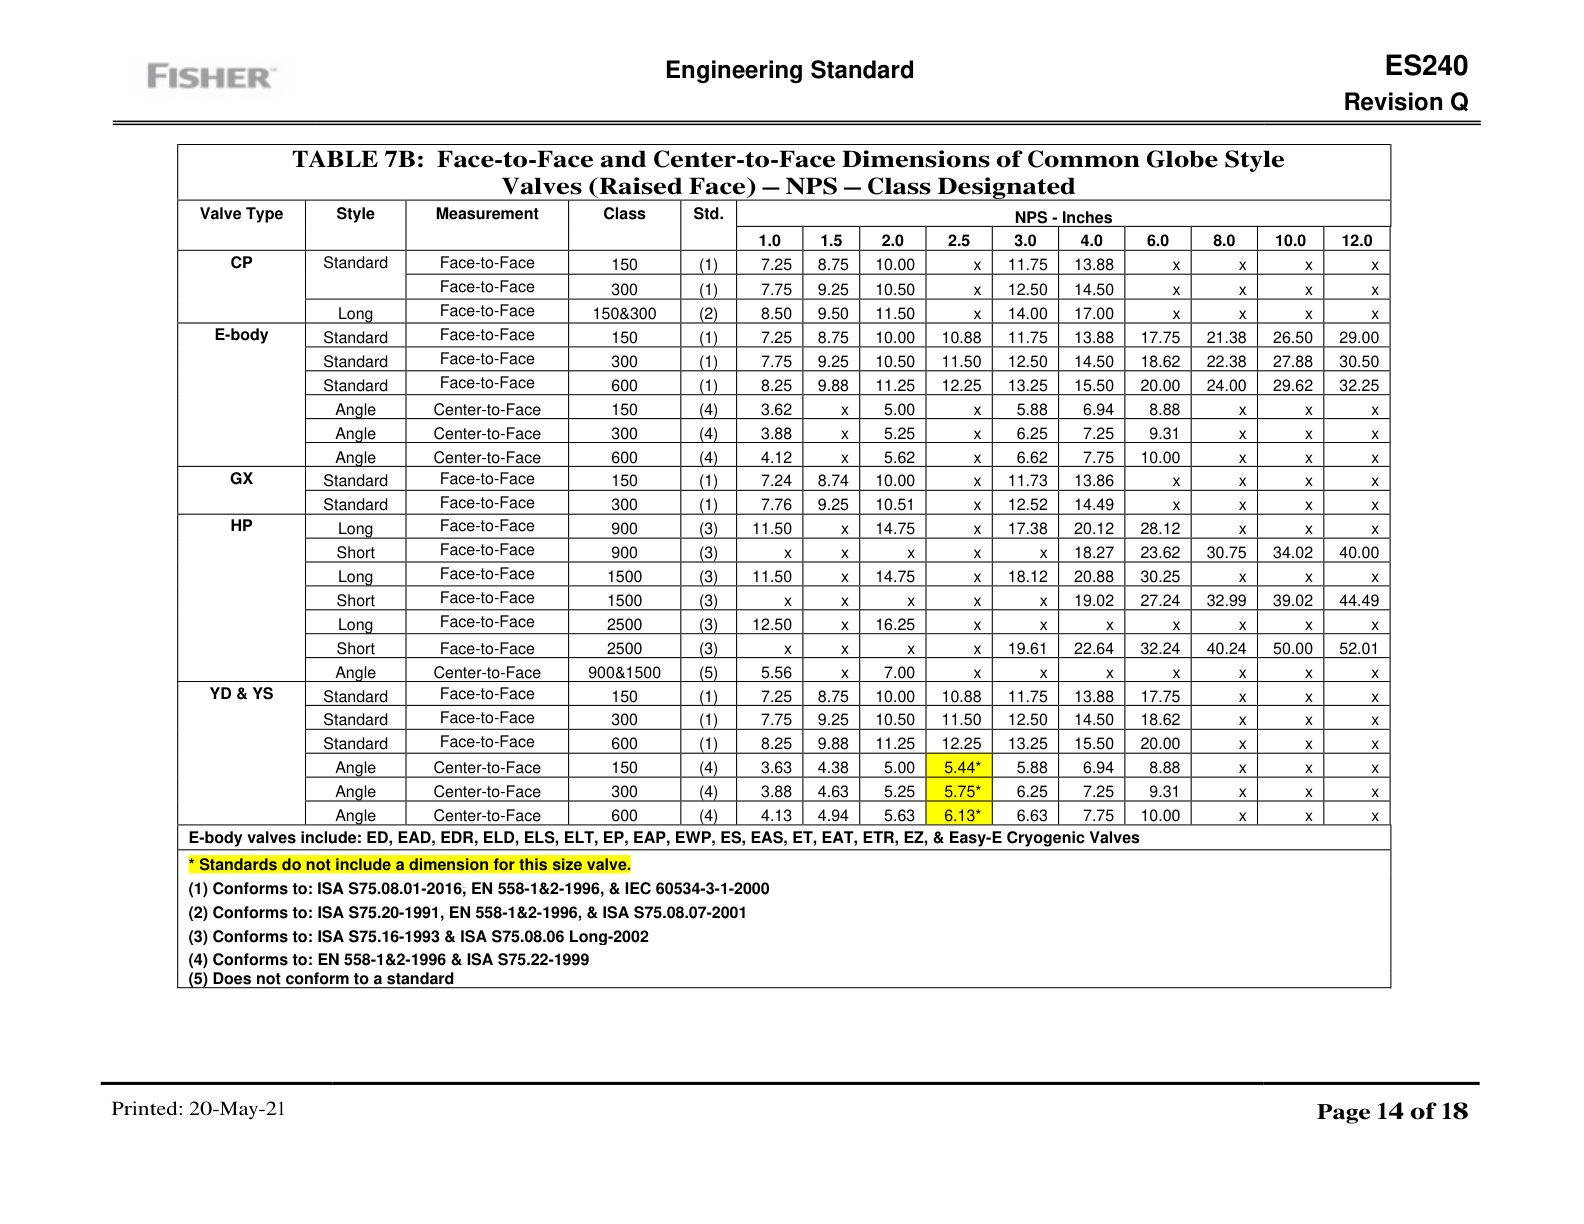 FISHER™
Engineering Standard
ES240
Revision Q
TABLE 7B: Face-to-Face and Center-to-Face Dimensions of Common Globe Style
Valves (Raised Face) – NPS – Class Designated
Valve Type Style Measurement Class Std. NPS - Inches
1.0 1.5 2.0 2.5 3.0 4.0 6.0 8.0 10.0 12.0
CP Standard Face-to-Face 150 (1) 7.25 8.75 10.00 x 11.75 13.88 x x x x
Face-to-Face 300 (1) 7.75 9.25 10.50 x 12.50 14.50 x x x x
Long Face-to-Face 150&300 (2) 8.50 9.50 11.50 x 14.00 17.00 x x x x
E-body Standard Face-to-Face 150 (1) 7.25 8.75 10.00 10.88 11.75 13.88 17.75 21.38 26.50 29.00
Standard Face-to-Face 300 (1) 7.75 9.25 10.50 11.50 12.50 14.50 18.62 22.38 27.88 30.50
Standard Face-to-Face 600 (1) 8.25 9.88 11.25 12.25 13.25 15.50 20.00 24.00 29.62 32.25
Angle Center-to-Face 150 (4) 3.62 x 5.00 x 5.88 6.94 8.88 x x x
Angle Center-to-Face 300 (4) 3.88 x 5.25 x 6.25 7.25 9.31 x x x
Angle Center-to-Face 600 (4) 4.12 x 5.62 x 6.62 7.75 10.00 x x x
GX Standard Face-to-Face 150 (1) 7.24 8.74 10.00 x 11.73 13.86 x x x x
Standard Face-to-Face 300 (1) 7.76 9.25 10.51 x 12.52 14.49 x x x x
HP Long Face-to-Face 900 (3) 11.50 x 14.75 x 17.38 20.12 28.12 x x x
Short Face-to-Face 900 (3) x x x x x 18.27 23.62 30.75 34.02 40.00
Long Face-to-Face 1500 (3) 11.50 x 14.75 x 18.12 20.88 30.25 x x x
Short Face-to-Face 1500 (3) x x x x x 19.02 27.24 32.99 39.02 44.49
Long Face-to-Face 2500 (3) 12.50 x 16.25 x x x x x x x
Short Face-to-Face 2500 (3) x x x x 19.61 22.64 32.24 40.24 50.00 52.01
Angle Center-to-Face 900&1500 (5) 5.56 x 7.00 x x x x x x x
YD & YS Standard Face-to-Face 150 (1) 7.25 8.75 10.00 10.88 11.75 13.88 17.75 x x x
Standard Face-to-Face 300 (1) 7.75 9.25 10.50 11.50 12.50 14.50 18.62 x x x
Standard Face-to-Face 600 (1) 8.25 9.88 11.25 12.25 13.25 15.50 20.00 x x x
Angle Center-to-Face 150 (4) 3.63 4.38 5.00 5.44* 5.88 6.94 8.88 x x x
Angle Center-to-Face 300 (4) 3.88 4.63 5.25 5.75* 6.25 7.25 9.31 x x x
Angle Center-to-Face 600 (4) 4.13 4.94 5.63 6.13* 6.63 7.75 10.00 x x x
E-body valves include: ED, EAD, EDR, ELD, ELS, ELT, EP, EAP, EWP, ES, EAS, ET, EAT, ETR, EZ, & Easy-E Cryogenic Valves
* Standards do not include a dimension for this size valve.
(1) Conforms to: ISA S75.08.01-2016, EN 558-1&2-1996, & IEC 60534-3-1-2000
(2) Conforms to: ISA S75.20-1991, EN 558-1&2-1996, & ISA S75.08.07-2001
(3) Conforms to: ISA S75.16-1993 & ISA S75.08.06 Long-2002
(4) Conforms to: EN 558-1&2-1996 & ISA S75.22-1999
(5) Does not conform to a standard
Printed: 20-May-21
Page 14 of 18